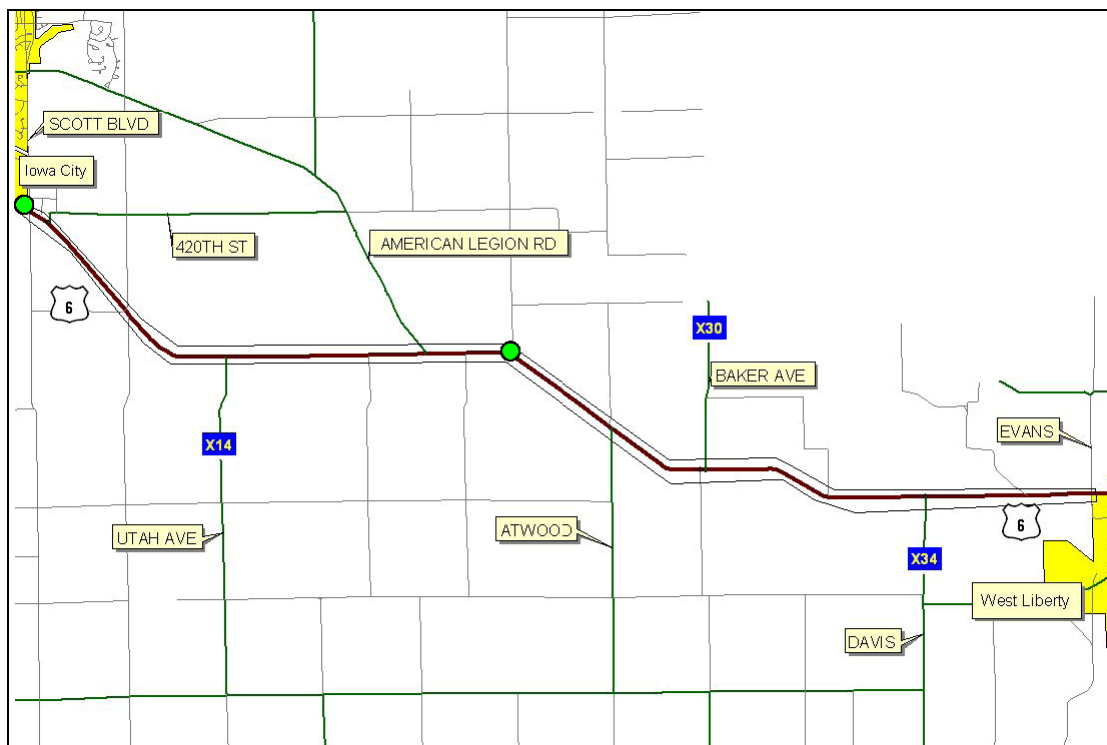 SCOTT BLVD
Iowa City
420TH ST
AMERICAN LEGION RD
6
X30
BAKER AVE
X14
EVANS
UTAH AVE
ATWOOD
6
X34
West Liberty
DAVIS